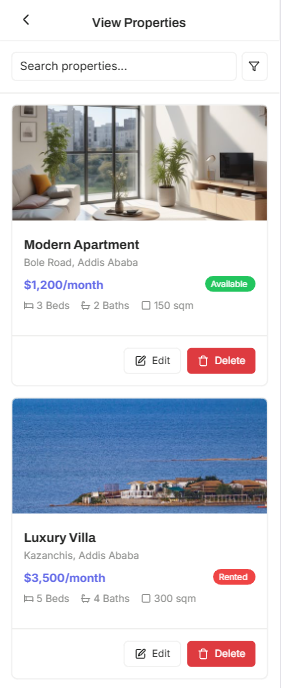 View Properties
Search properties...
Modern Apartment
Bole Road, Addis Ababa
$1,200/month Available
3 Beds 2 Baths 150 sqm
Edit Delete
Luxury Villa
Kazanchis, Addis Ababa
$3,500/month Rented
5 Beds 4 Baths 300 sqm
Edit Delete